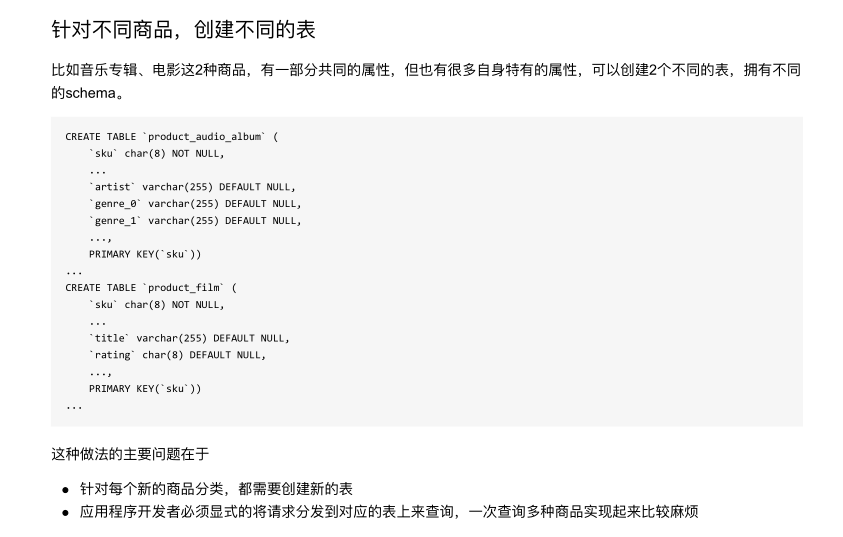 针对不同商品，创建不同的表
比如音乐专辑、电影这2种商品，有一部分共同的属性，但也有很多自身特有的属性，可以创建2个不同的表，拥有不同
的schema。
CREATE TABLE `product_audio_album` (
    `sku` char(8) NOT NULL,
    ...
    `artist` varchar(255) DEFAULT NULL,
    `genre_0` varchar(255) DEFAULT NULL,
    `genre_1` varchar(255) DEFAULT NULL,
    ...,
    PRIMARY KEY(`sku`))
...
CREATE TABLE `product_film` (
    `sku` char(8) NOT NULL,
    ...
    `title` varchar(255) DEFAULT NULL,
    `rating` char(8) DEFAULT NULL,
    ...,
    PRIMARY KEY(`sku`))
...
这种做法的主要问题在于
● 针对每个新的商品分类，都需要创建新的表
● 应用程序开发者必须显式的将请求分发到对应的表上来查询，一次查询多种商品实现起来比较麻烦